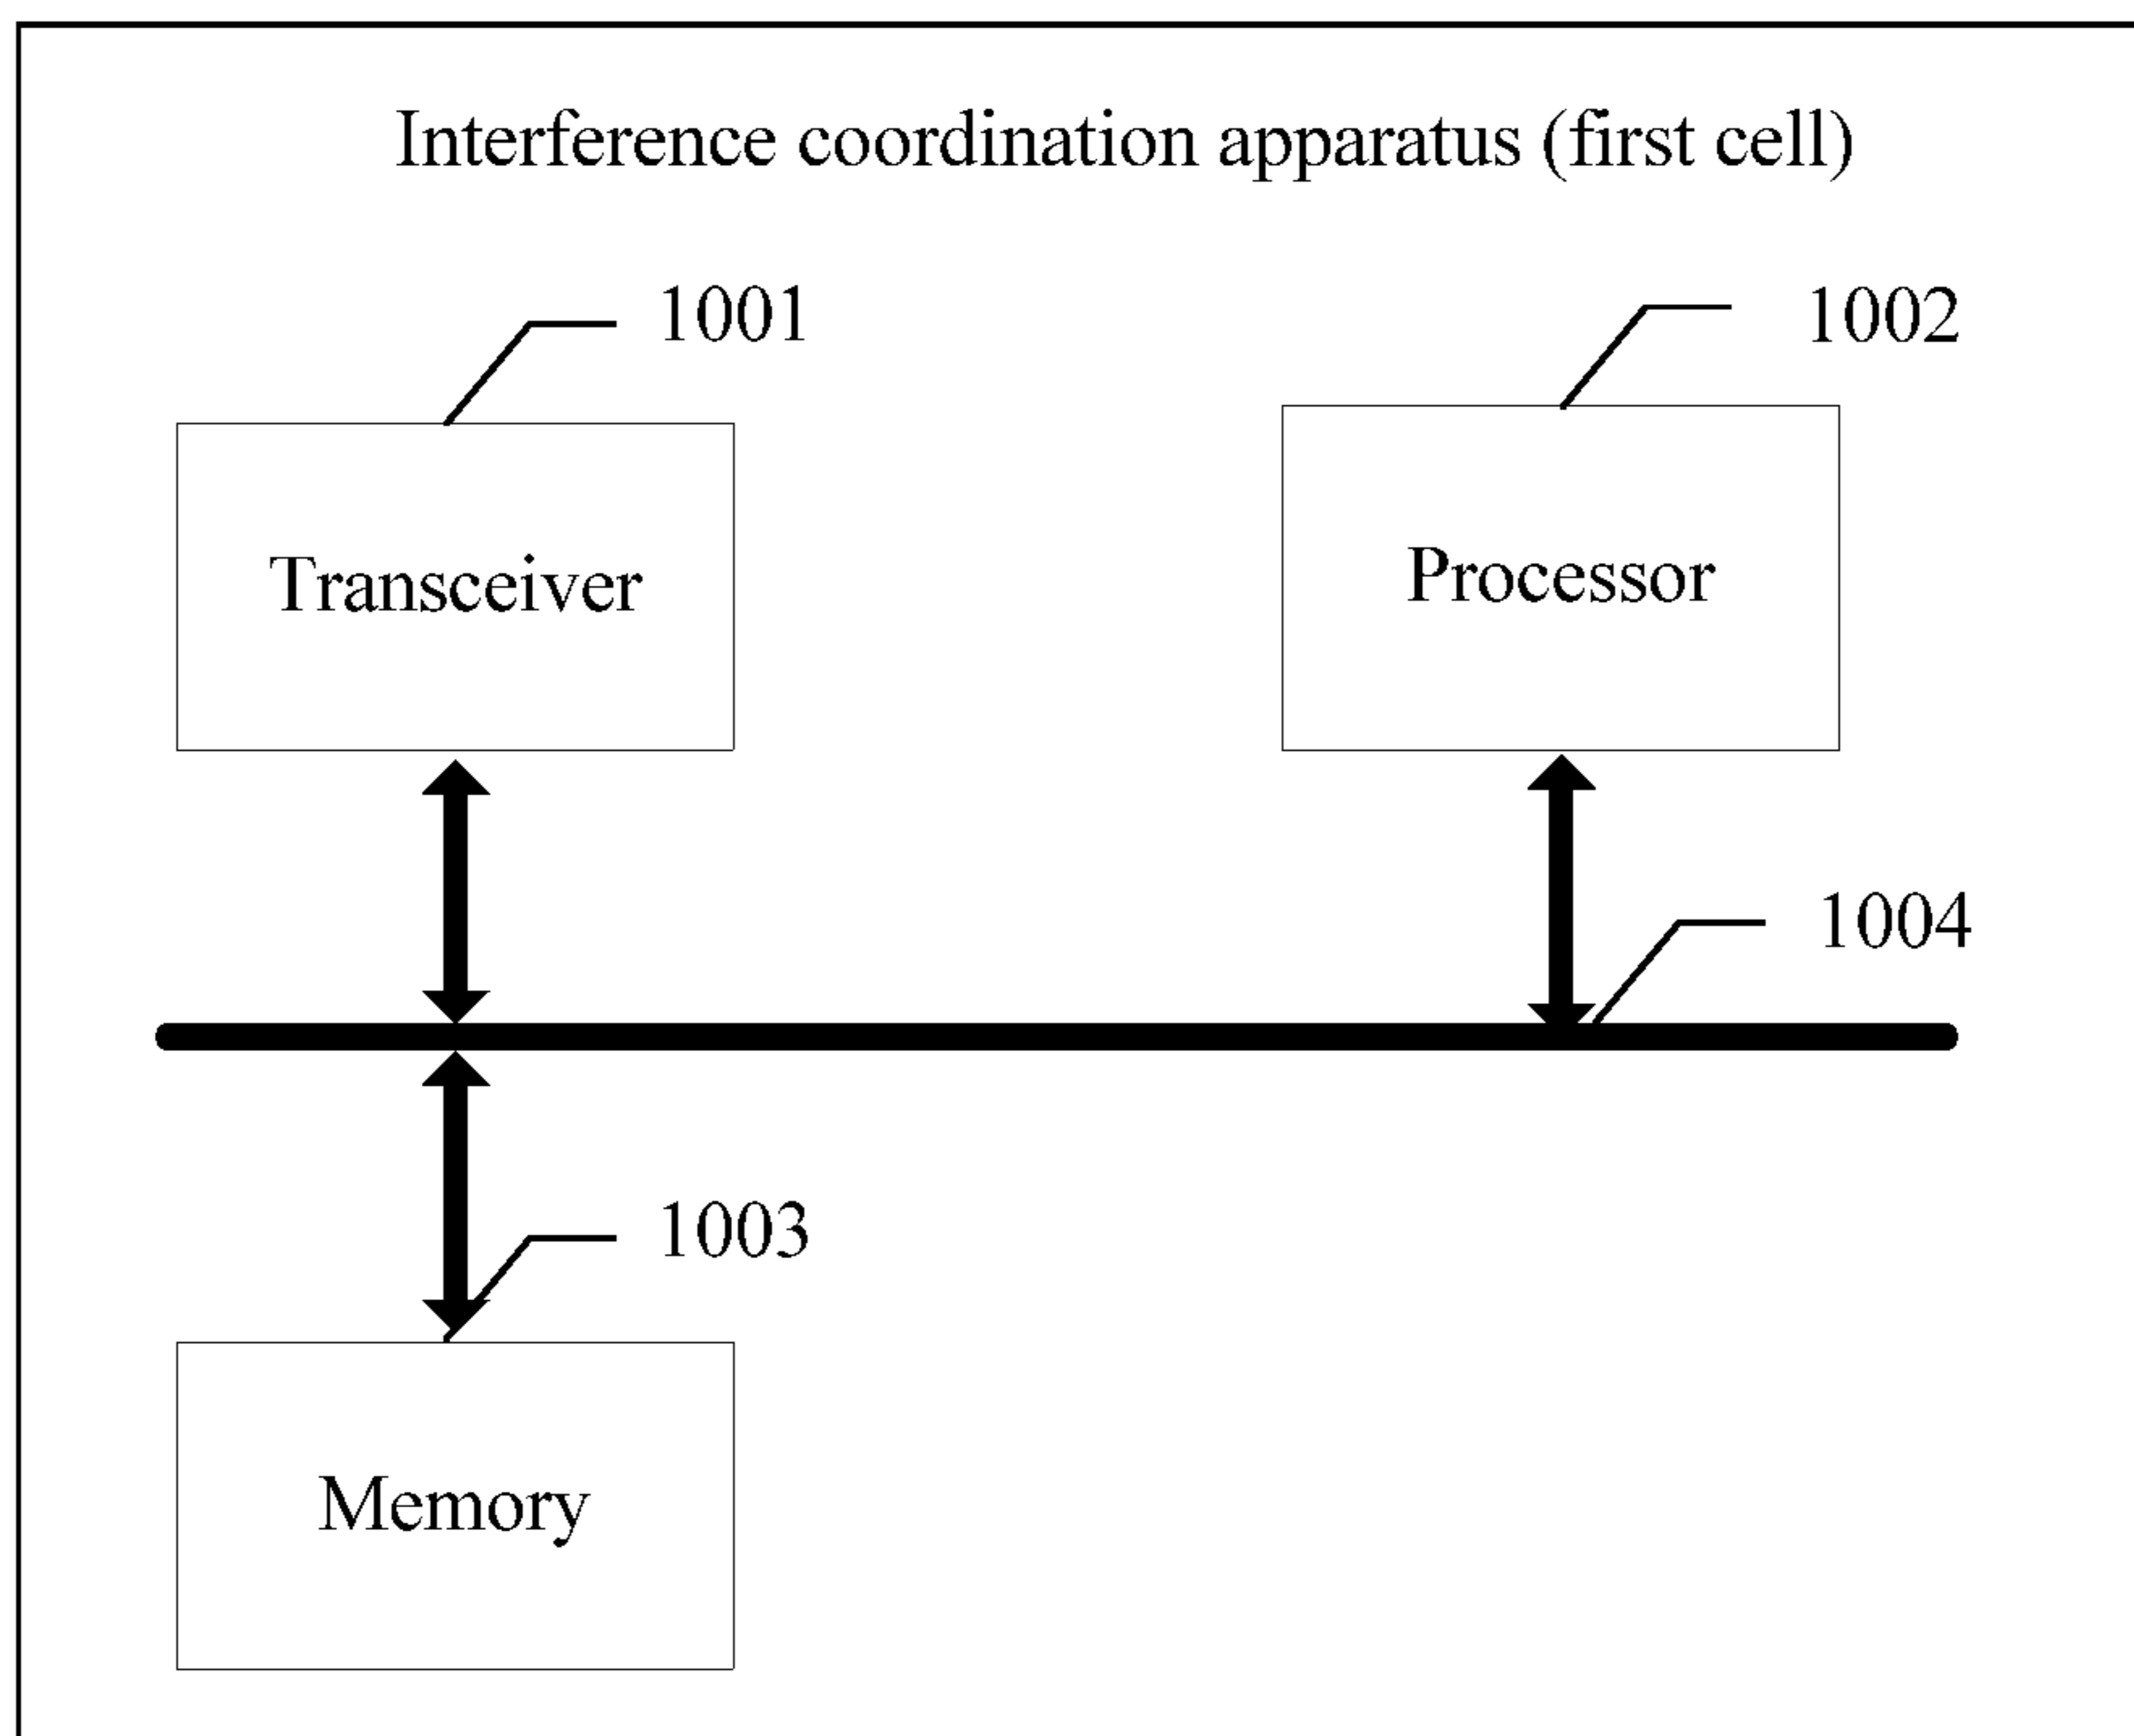 Interference coordination apparatus (first cell)
1001
1002
Transceiver
Processor
1004
1003
Memory